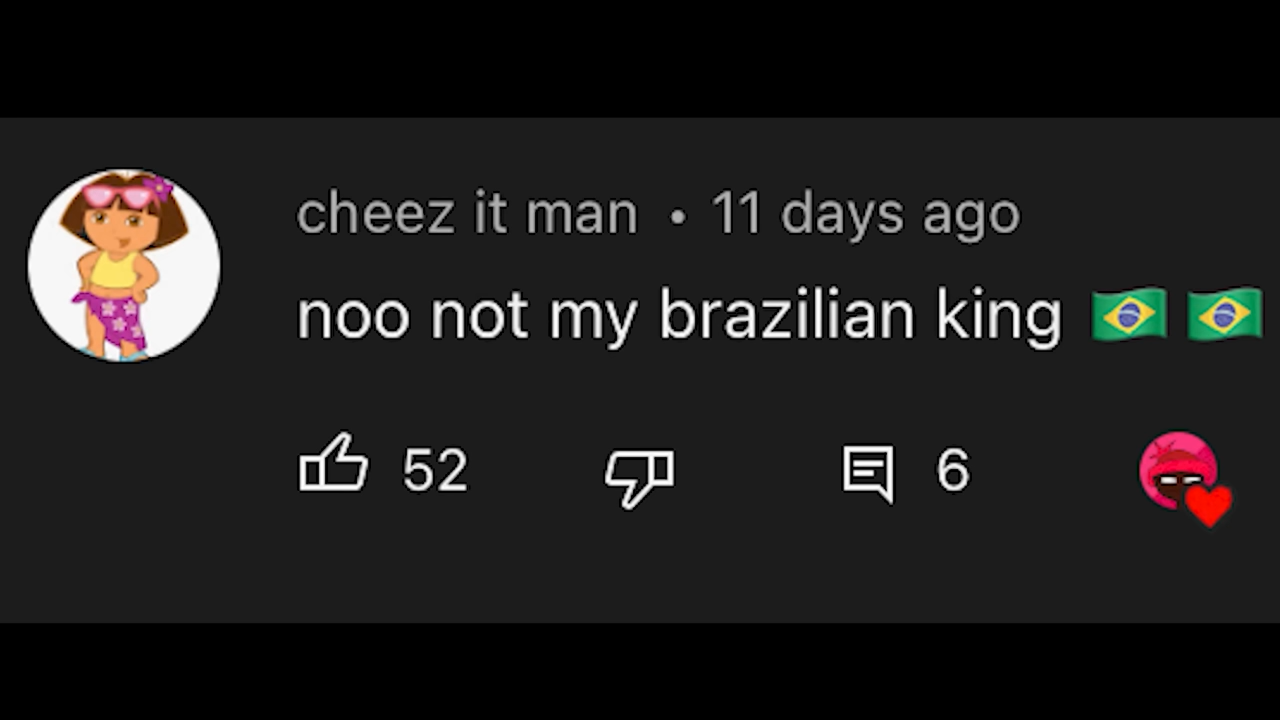 cheez it man • 11 days ago
noo not my brazilian king 🇧🇷 🇧🇷
52 6